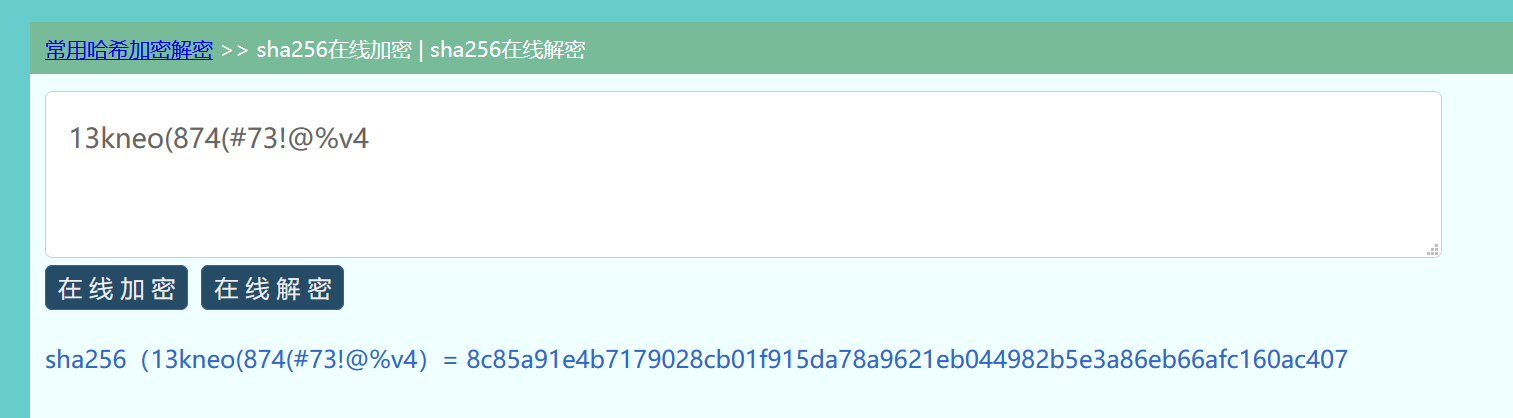 常用哈希加密解密 >> sha256在线加密 | sha256在线解密
13kneo(874(#73!@%v4
在线加密 在线解密
sha256（13kneo(874(#73!@%v4）= 8c85a91e4b7179028cb01f915da78a9621eb044982b5e3a86eb66afc160ac407